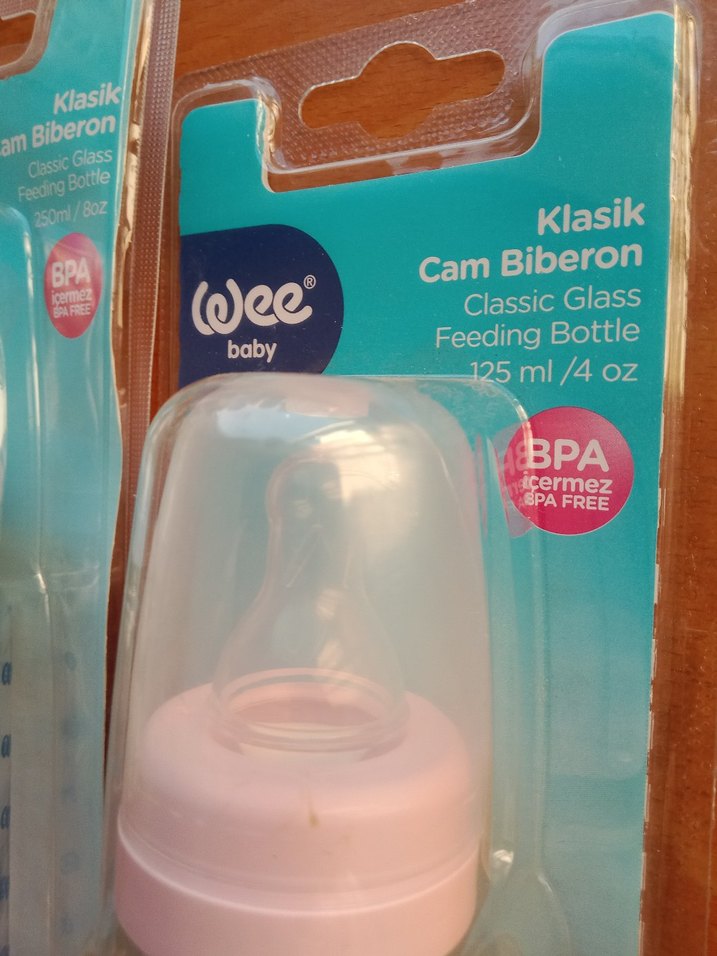 Klasik
Cam Biberon
Classic Glass
Feeding Bottle
250ml / 8oz
BPA
içermez
BPA FREE
wee®
baby
Klasik
Cam Biberon
Classic Glass
Feeding Bottle
125 ml /4 oz
BPA
içermez
BPA FREE